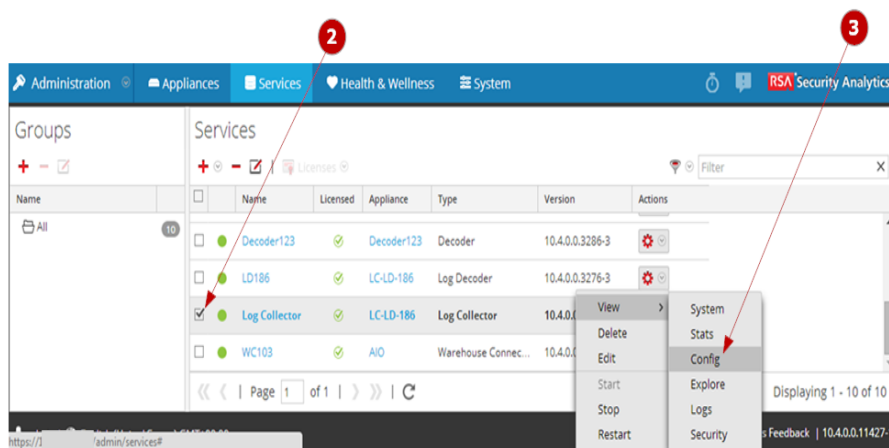 2
3
Administration Appliances Services Health & Wellness System RSA Security Analytics
Groups
Services
Licenses
Filter X
Name
Name Licensed Appliance Type Version Actions
All 10
Decoder123 Decoder123 Decoder 10.4.0.0.3286-3
LD186 LC-LD-186 Log Decoder 10.4.0.0.3276-3
Log Collector LC-LD-186 Log Collector 10.4.0.
WC103 AIO Warehouse Connec... 10.4.0.
View
Delete
Edit
Start
Stop
Restart
System
Stats
Config
Explore
Logs
Security
Page 1 of 1
Displaying 1 - 10 of 10
https://1 /admin/services#
s Feedback | 10.4.0.0.11427-